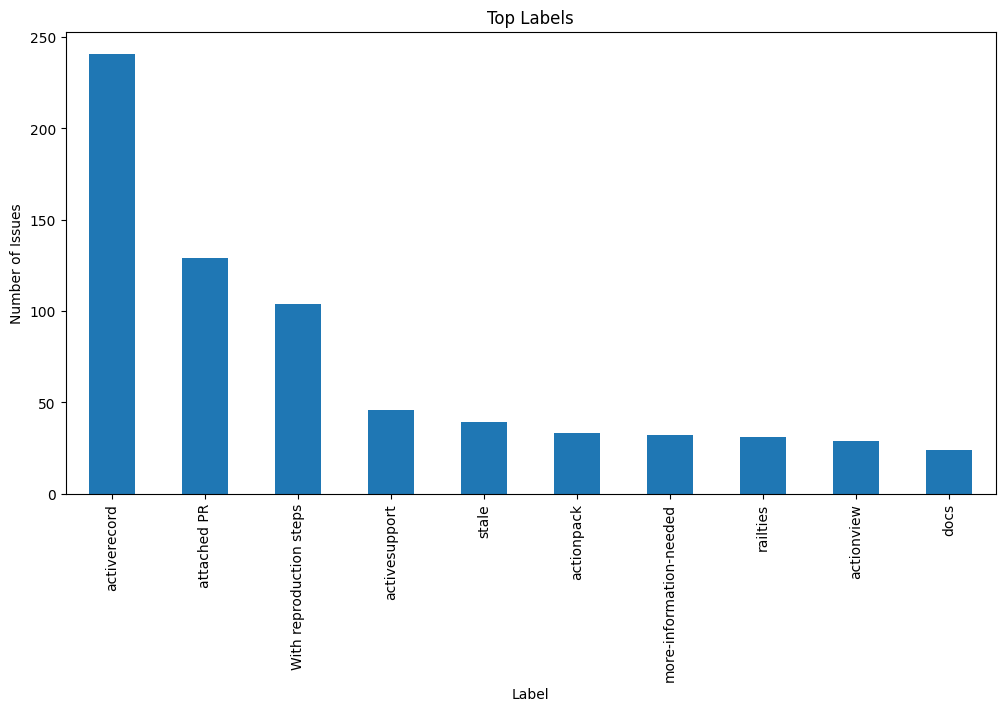 Top Labels
Number of Issues
250
200
150
100
50
0
activerecord
attached PR
With reproduction steps
activesupport
stale
actionpack
more-information-needed
railties
actionview
docs
Label